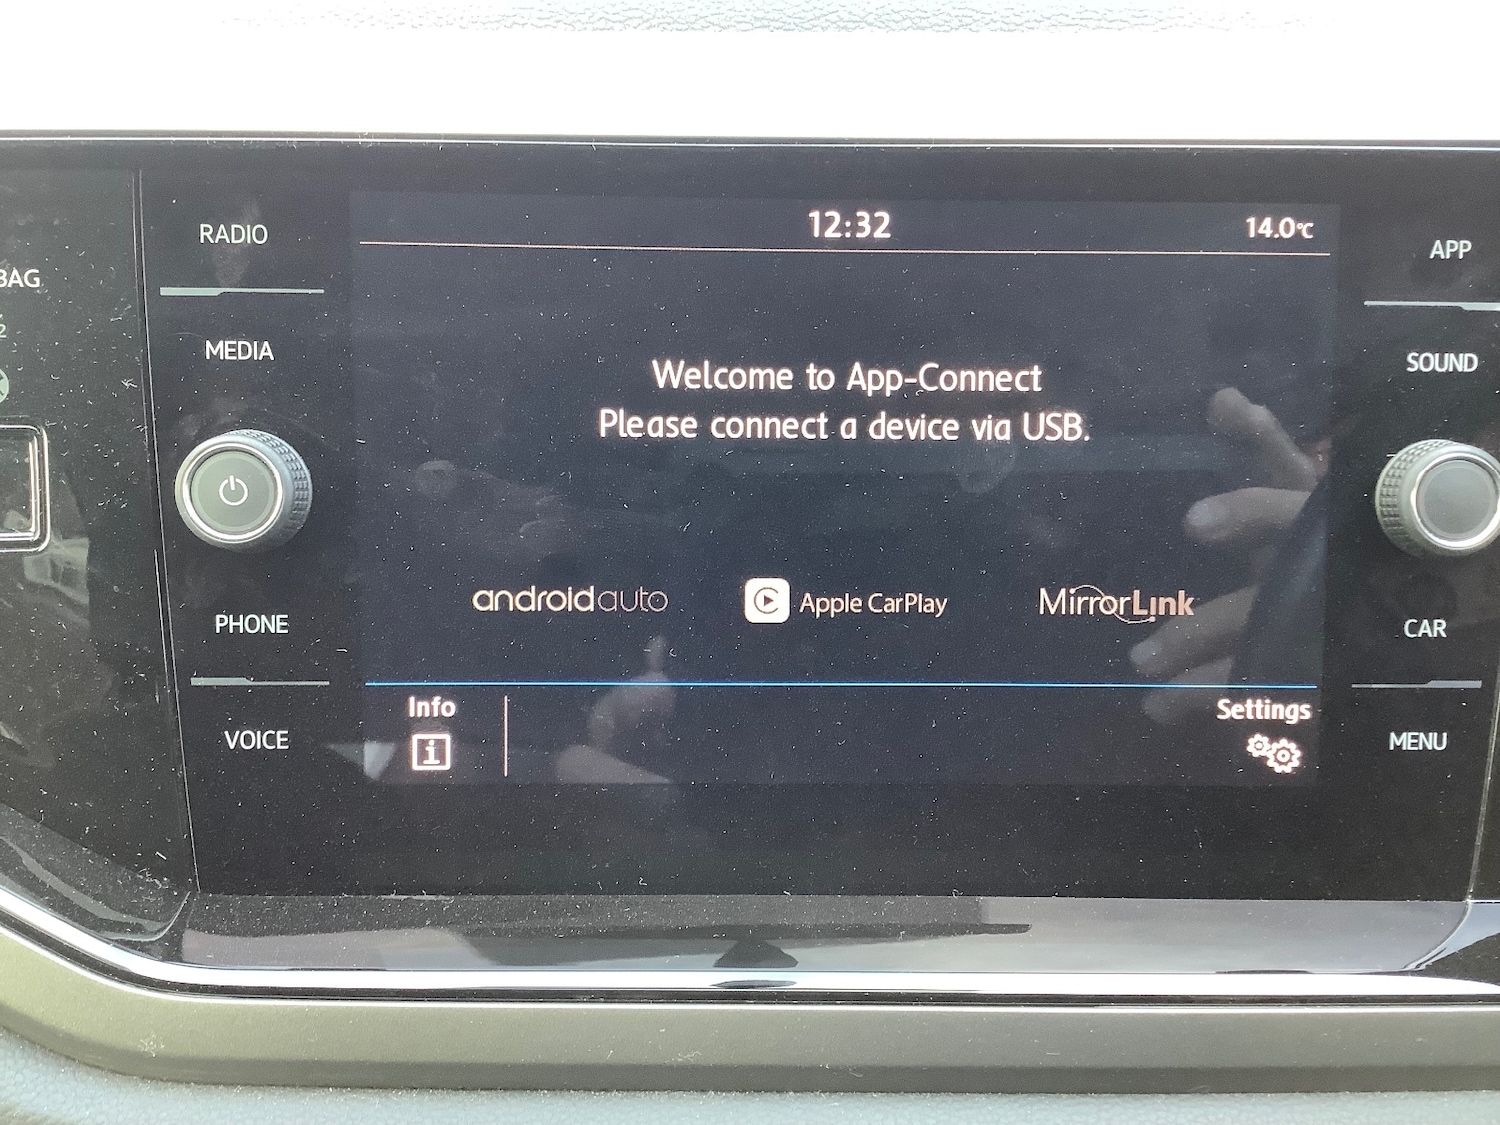 RADIO
BAG
2
MEDIA
PHONE
VOICE
12:32
14.0°C
Welcome to App-Connect
Please connect a device via USB.
androidauto
Apple CarPlay
MirrorLink
Info
i
Settings
APP
SOUND
CAR
MENU